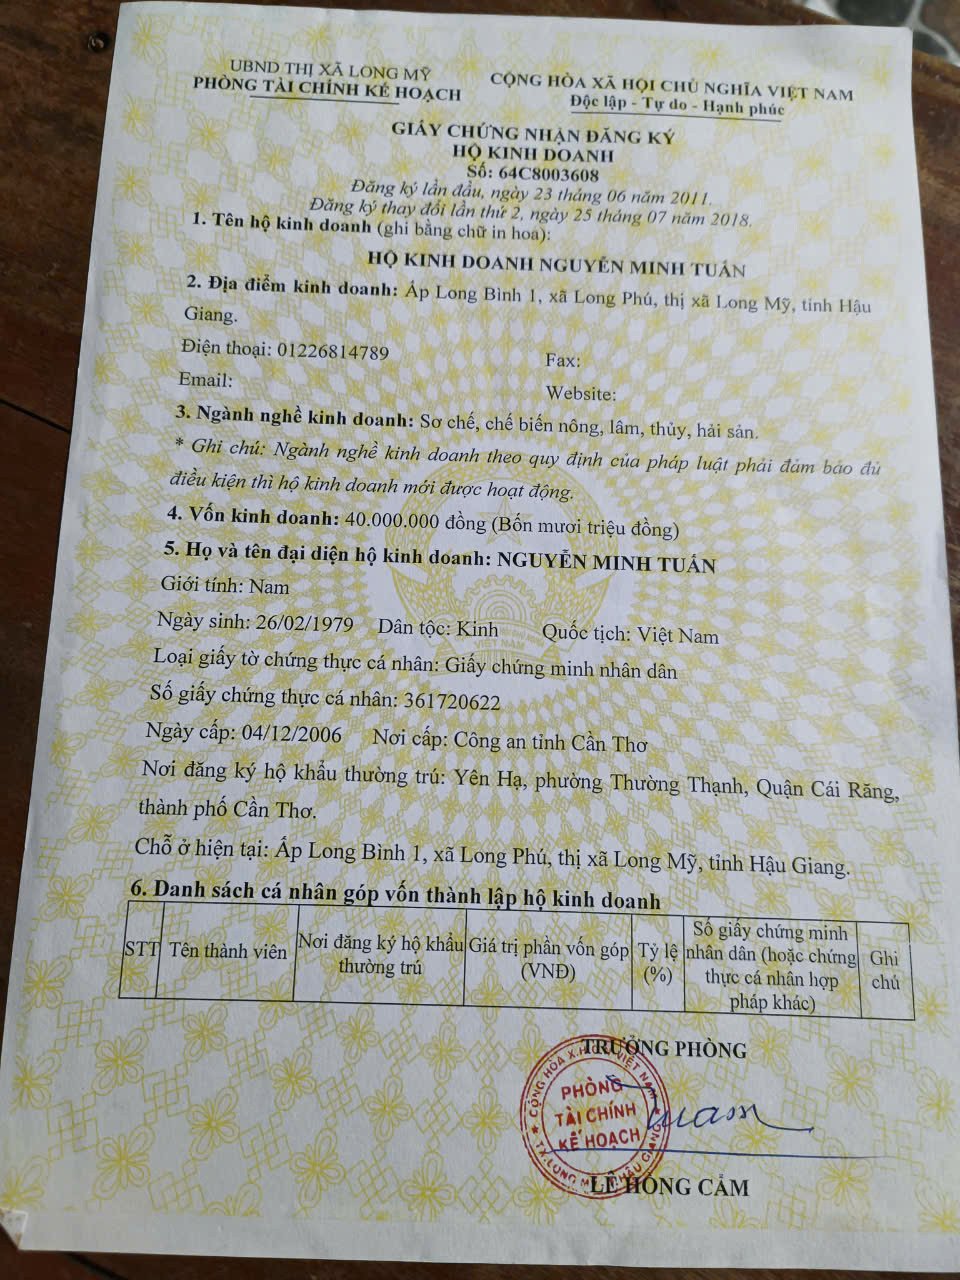 UBND THỊ XÃ LONG MỸ
PHÒNG TÀI CHÍNH KẾ HOẠCH
CỘNG HÒA XÃ HỘI CHỦ NGHĨA VIỆT NAM
Độc lập - Tự do - Hạnh phúc
GIẤY CHỨNG NHẬN ĐĂNG KÝ
HỘ KINH DOANH
Số: 64C8003608
Đăng ký lần đầu, ngày 23 tháng 06 năm 2011.
Đăng ký thay đổi lần thứ 2, ngày 25 tháng 07 năm 2018.
1. Tên hộ kinh doanh (ghi bằng chữ in hoa):
HỘ KINH DOANH NGUYỄN MINH TUẤN
2. Địa điểm kinh doanh: Ấp Long Bình 1, xã Long Phú, thị xã Long Mỹ, tỉnh Hậu
Giang.
Điện thoại: 01226814789 Fax:
Email: Website:
3. Ngành nghề kinh doanh: Sơ chế, chế biến nông, lâm, thủy, hải sản.
* Ghi chú: Ngành nghề kinh doanh theo quy định của pháp luật phải đảm bảo đủ
điều kiện thì hộ kinh doanh mới được hoạt động.
4. Vốn kinh doanh: 40.000.000 đồng (Bốn mươi triệu đồng)
5. Họ và tên đại diện hộ kinh doanh: NGUYỄN MINH TUẤN
Giới tính: Nam
Ngày sinh: 26/02/1979 Dân tộc: Kinh Quốc tịch: Việt Nam
Loại giấy tờ chứng thực cá nhân: Giấy chứng minh nhân dân
Số giấy chứng thực cá nhân: 361720622
Ngày cấp: 04/12/2006 Nơi cấp: Công an tỉnh Cần Thơ
Nơi đăng ký hộ khẩu thường trú: Yên Hạ, phường Thường Thạnh, Quận Cái Răng,
thành phố Cần Thơ.
Chỗ ở hiện tại: Ấp Long Bình 1, xã Long Phú, thị xã Long Mỹ, tỉnh Hậu Giang.
6. Danh sách cá nhân góp vốn thành lập hộ kinh doanh
STT
Tên thành viên
Nơi đăng ký hộ khẩu
thường trú
Giá trị phần vốn góp
(VNĐ)
Tỷ lệ
(%)
Số giấy chứng minh
nhân dân (hoặc chứng
thực cá nhân hợp
pháp khác)
Ghi
chú
TRƯỞNG PHÒNG
CỘNG HÒA X.H.C.N VIỆT NAM
PHÒNG
TÀI CHÍNH
KẾ HOẠCH
LÊ HỒNG CẨM